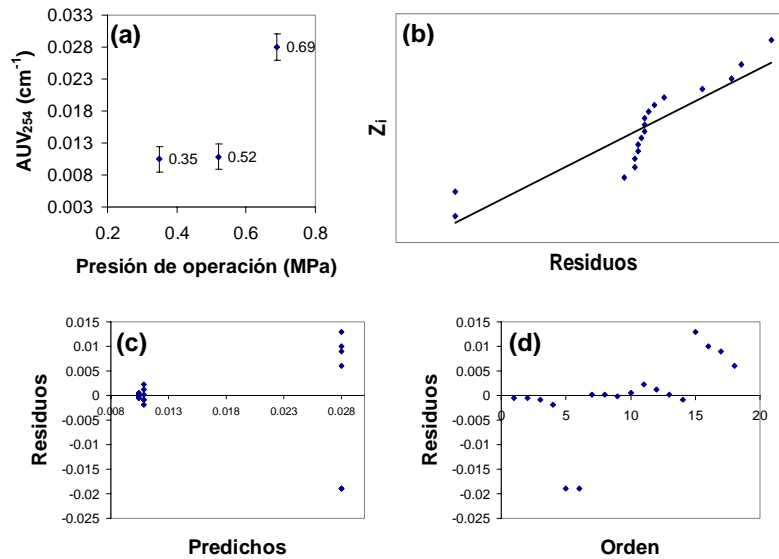 (a)
AUV254 (cm-1)
0.033
0.028
0.023
0.018
0.013
0.008
0.003
0.69
0.35
0.52
0.2 0.4 0.6 0.8
Presión de operación (MPa)
(b)
Zi
Residuos
(c)
Residuos
0.015
0.01
0.005
0
-0.005
-0.01
-0.015
-0.02
-0.025
0.008 0.013 0.018 0.023 0.028
Predichos
(d)
Residuos
0.015
0.01
0.005
0
-0.005
-0.01
-0.015
-0.02
-0.025
0 5 10 15 20
Orden